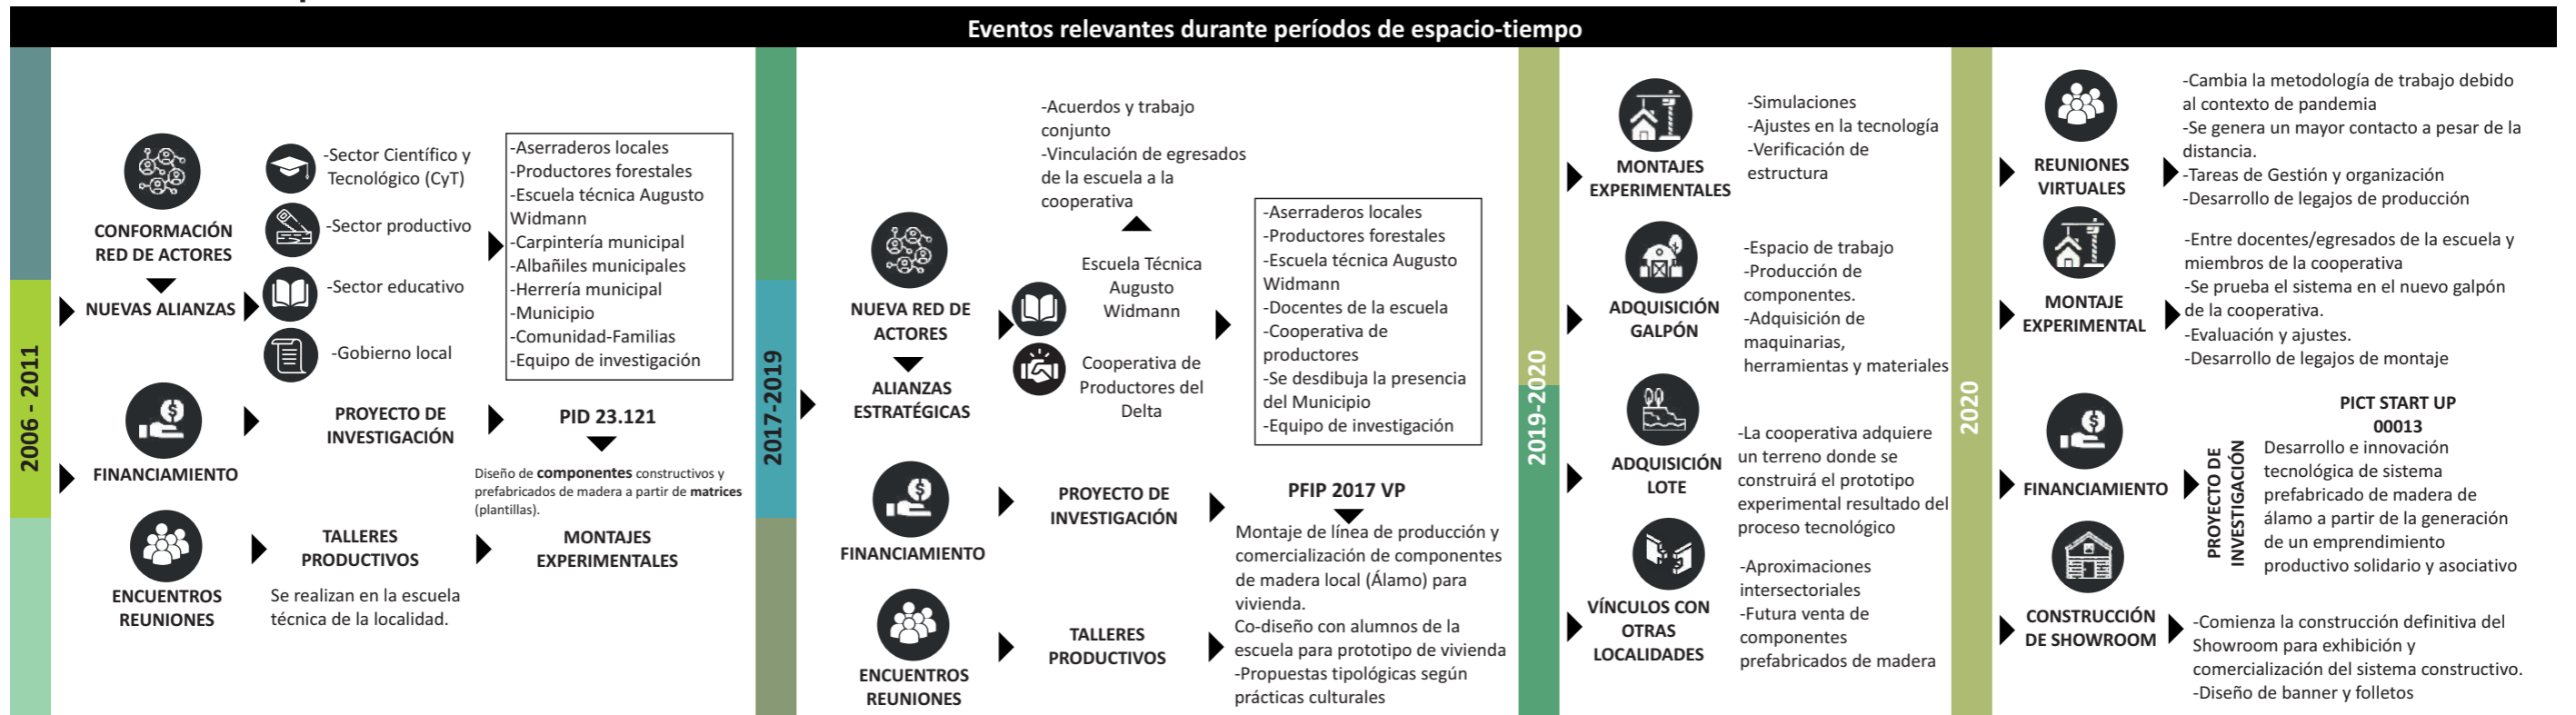 Eventos relevantes durante períodos de espacio-tiempo
2006 - 2011
CONFORMACIÓN
RED DE ACTORES
NUEVAS ALIANZAS
-Sector Científico y
Tecnológico (CyT)
-Sector productivo
-Sector educativo
-Gobierno local
-Aserraderos locales
-Productores forestales
-Escuela técnica Augusto
Widmann
-Carpintería municipal
-Albañiles municipales
-Herrería municipal
-Municipio
-Comunidad-Familias
-Equipo de investigación
FINANCIAMIENTO
PROYECTO DE
INVESTIGACIÓN
PID 23.121
Diseño de componentes constructivos y
prefabricados de madera a partir de matrices
(plantillas).
ENCUENTROS
REUNIONES
TALLERES
PRODUCTIVOS
Se realizan en la escuela
técnica de la localidad.
MONTAJES
EXPERIMENTALES
2017-2019
NUEVA RED DE
ACTORES
ALIANZAS
ESTRATÉGICAS
-Acuerdos y trabajo
conjunto
-Vinculación de egresados
de la escuela a la
cooperativa
Escuela Técnica
Augusto
Widmann
Cooperativa de
Productores del
Delta
-Aserraderos locales
-Productores forestales
-Escuela técnica Augusto
Widmann
-Docentes de la escuela
-Cooperativa de
productores
-Se desdibuja la presencia
del Municipio
-Equipo de investigación
FINANCIAMIENTO
PROYECTO DE
INVESTIGACIÓN
PFIP 2017 VP
Montaje de línea de producción y
comercialización de componentes
de madera local (Álamo) para
vivienda.
ENCUENTROS
REUNIONES
TALLERES
PRODUCTIVOS
Co-diseño con alumnos de la
escuela para prototipo de vivienda
-Propuestas tipológicas según
prácticas culturales
2019-2020
MONTAJES
EXPERIMENTALES
-Simulaciones
-Ajustes en la tecnología
-Verificación de
estructura
ADQUISICIÓN
GALPÓN
-Espacio de trabajo
-Producción de
componentes.
-Adquisición de
maquinarias,
herramientas y materiales
ADQUISICIÓN
LOTE
-La cooperativa adquiere
un terreno donde se
construirá el prototipo
experimental resultado del
proceso tecnológico
VÍNCULOS CON
OTRAS
LOCALIDADES
-Aproximaciones
intersectoriales
-Futura venta de
componentes
prefabricados de madera
2020
REUNIONES
VIRTUALES
-Cambia la metodología de trabajo debido
al contexto de pandemia
-Se genera un mayor contacto a pesar de la
distancia.
-Tareas de Gestión y organización
-Desarrollo de legajos de producción
MONTAJE
EXPERIMENTAL
-Entre docentes/egresados de la escuela y
miembros de la cooperativa
-Se prueba el sistema en el nuevo galpón
de la cooperativa.
-Evaluación y ajustes.
-Desarrollo de legajos de montaje
FINANCIAMIENTO
PROYECTO DE
INVESTIGACIÓN
PICT START UP
00013
Desarrollo e innovación
tecnológica de sistema
prefabricado de madera de
álamo a partir de la generación
de un emprendimiento
productivo solidario y asociativo
CONSTRUCCIÓN
DE SHOWROOM
-Comienza la construcción definitiva del
Showroom para exhibición y
comercialización del sistema constructivo.
-Diseño de banner y folletos